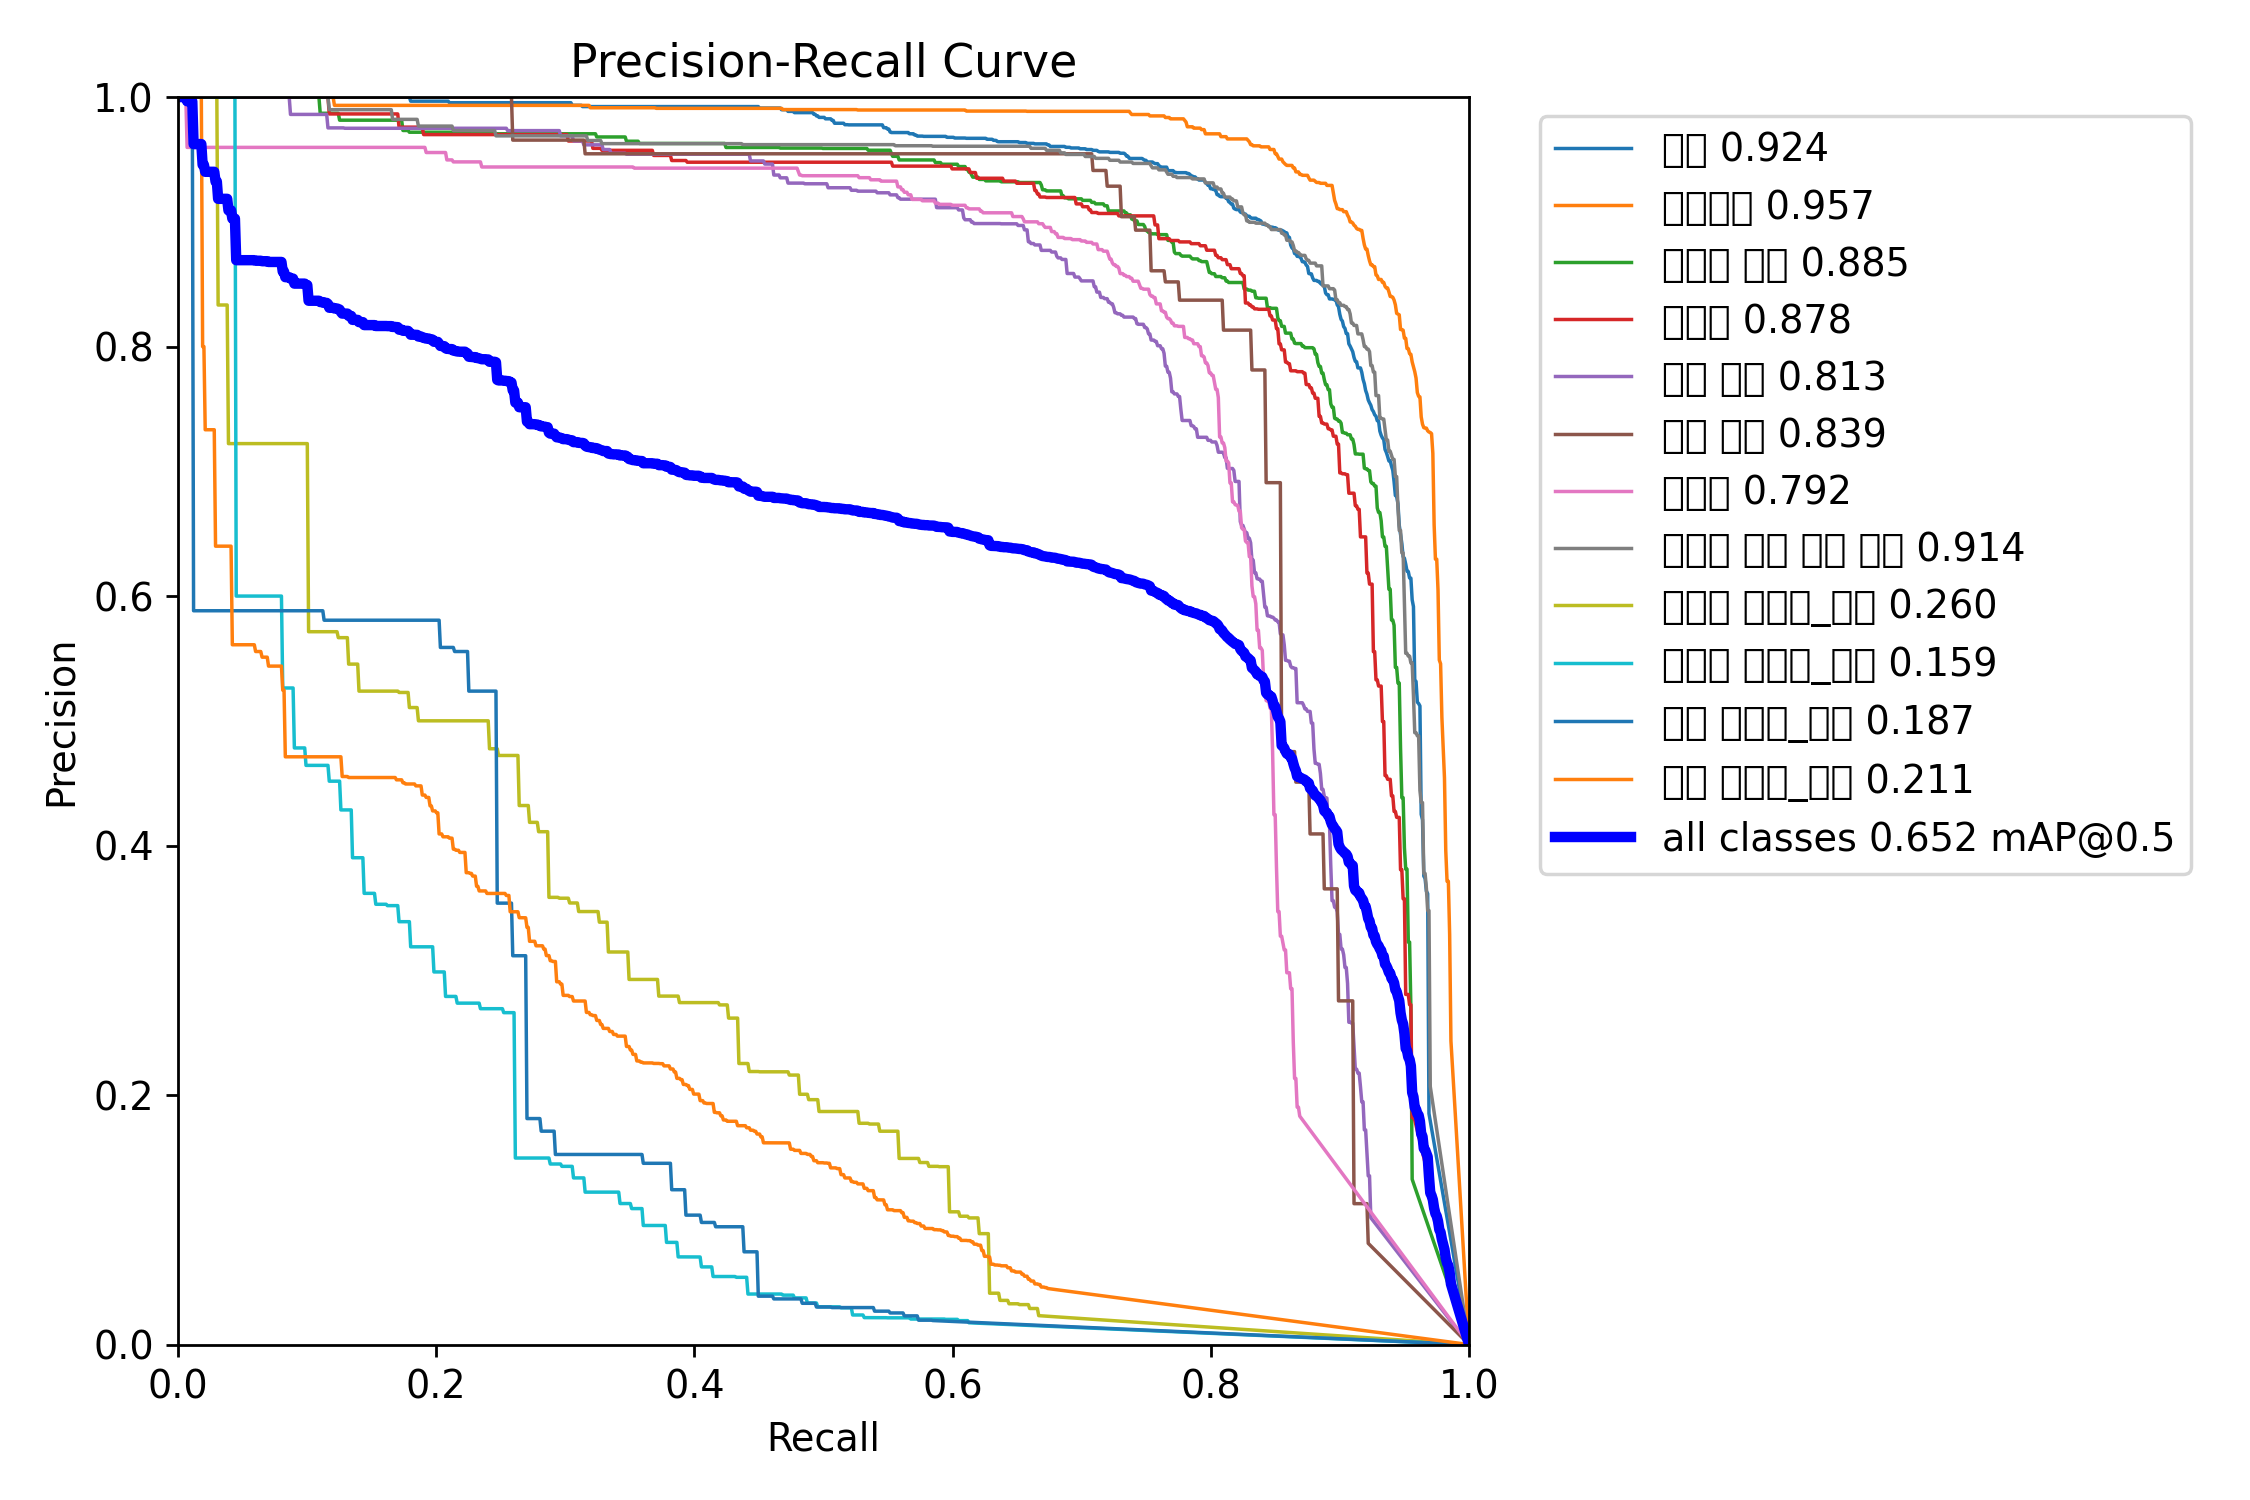 Precision-Recall Curve
1.0
0.8
0.6
0.4
0.2
0.0
Precision
0.0 0.2 0.4 0.6 0.8 1.0
Recall
□□ 0.924
□□□□ 0.957
□□□ □□ 0.885
□□□ 0.878
□□ □□ 0.813
□□ □□ 0.839
□□□ 0.792
□□□ □□ □□ □□ 0.914
□□□ □□□_□□ 0.260
□□□ □□□_□□ 0.159
□□ □□□_□□ 0.187
□□ □□□_□□ 0.211
all classes 0.652 mAP@0.5